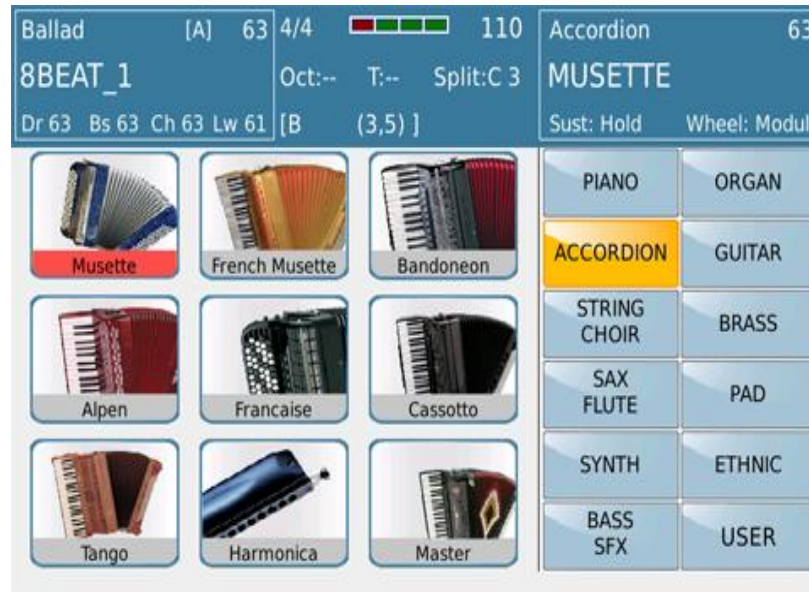 Ballad [A] 63
8BEAT_1
Dr 63 Bs 63 Ch 63 Lw 61
4/4 110
Oct:-- T:-- Split:C 3
[B (3,5) ]
Accordion 63
MUSETTE
Sust: Hold Wheel: Modul
Musette French Musette Bandoneon
Alpen Francaise Cassotto
Tango Harmonica Master
PIANO ORGAN
ACCORDION GUITAR
STRING
CHOIR
BRASS
SAX
FLUTE
PAD
SYNTH ETHNIC
BASS
SFX
USER